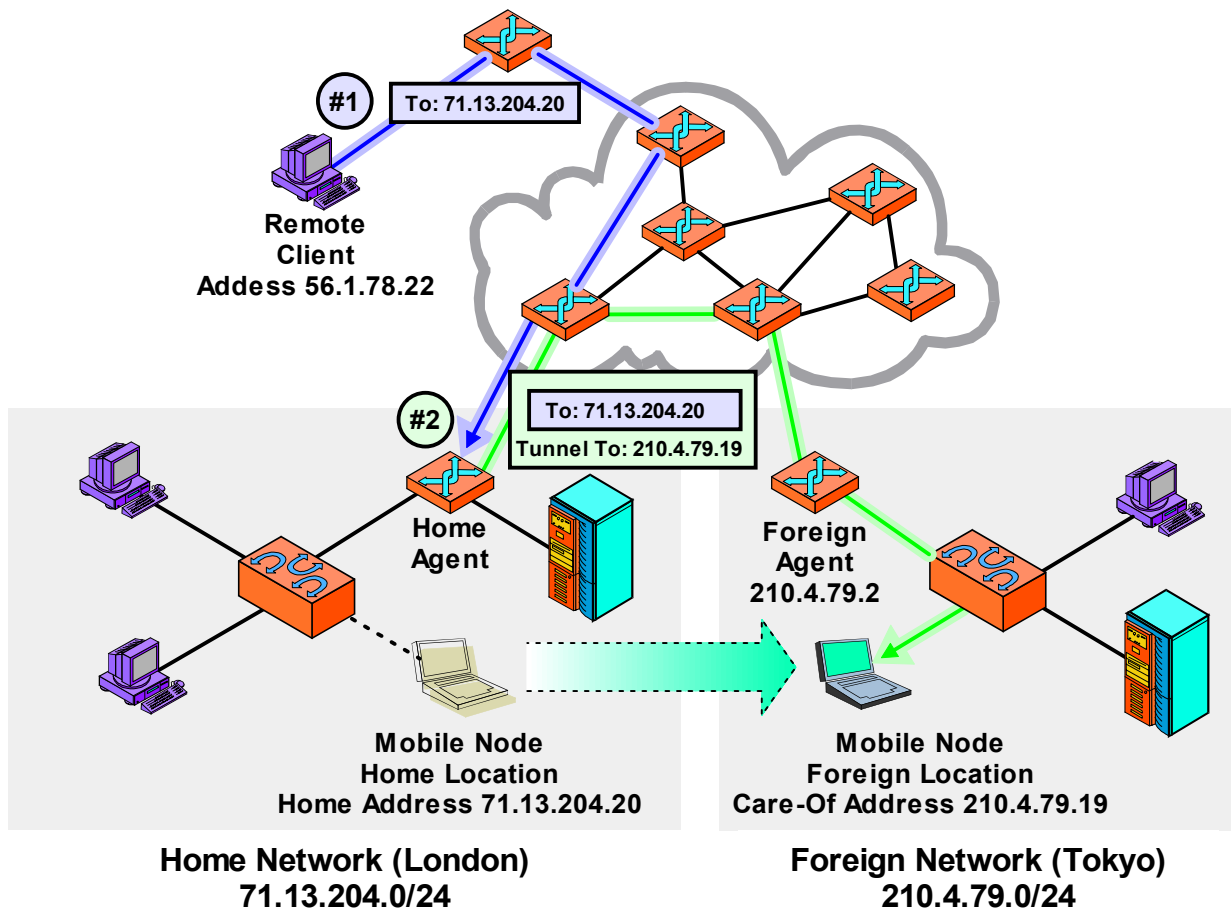 #1
To: 71.13.204.20
Remote
Client
Addess 56.1.78.22
#2
To: 71.13.204.20
Tunnel To: 210.4.79.19
Home
Agent
Foreign
Agent
210.4.79.2
Mobile Node
Home Location
Home Address 71.13.204.20
Mobile Node
Foreign Location
Care-Of Address 210.4.79.19
Home Network (London)
71.13.204.0/24
Foreign Network (Tokyo)
210.4.79.0/24